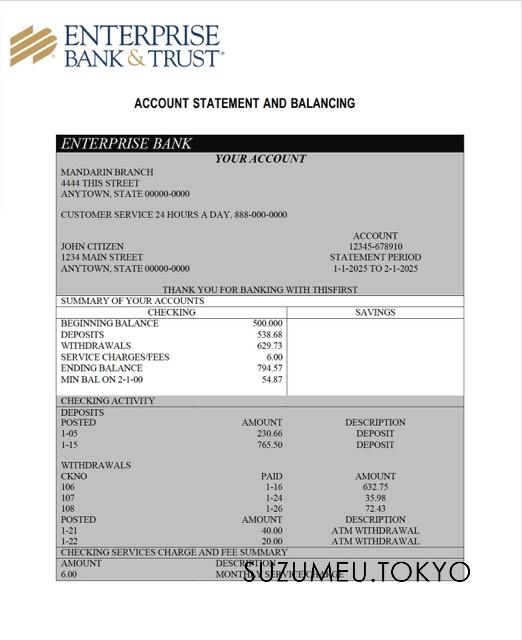 ENTERPRISE
BANK & TRUST
ACCOUNT STATEMENT AND BALANCING
ENTERPRISE BANK
YOUR ACCOUNT
MANDARIN BRANCH
4444 THIS STREET
ANYTOWN, STATE 00000-0000
CUSTOMER SERVICE 24 HOURS A DAY, 888-000-0000
ACCOUNT
JOHN CITIZEN 12345-678910
1234 MAIN STREET STATEMENT PERIOD
ANYTOWN, STATE 00000-0000 1-1-2025 TO 2-1-2025
THANK YOU FOR BANKING WITH THISFIRST
SUMMARY OF YOUR ACCOUNTS
CHECKING SAVINGS
BEGINNING BALANCE 500.000
DEPOSITS 538.68
WITHDRAWALS 629.73
SERVICE CHARGES/FEES 6.00
ENDING BALANCE 794.57
MIN BAL ON 2-1-00 54.87
CHECKING ACTIVITY
DEPOSITS
POSTED AMOUNT DESCRIPTION
1-05 230.66 DEPOSIT
1-15 765.50 DEPOSIT
WITHDRAWALS
CKNO PAID AMOUNT
106 1-16 632.75
107 1-24 35.98
108 1-26 72.43
POSTED AMOUNT DESCRIPTION
1-21 40.00 ATM WITHDRAWAL
1-22 20.00 ATM WITHDRAWAL
CHECKING SERVICES CHARGE AND FEE SUMMARY
AMOUNT DESCRIPTION
6.00 MONTHLY SERVICE CHARGE
SUZUMEU.TOKYO